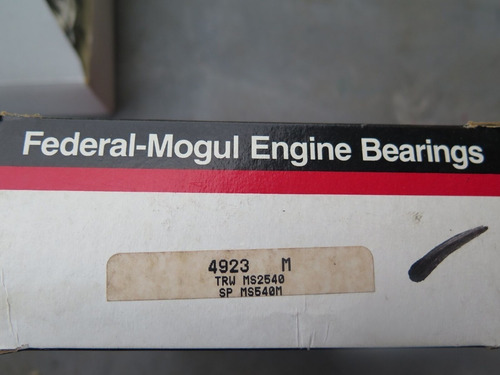 Federal-Mogul Engine Bearings
4923 M
TRW MS2540
SP MS540M